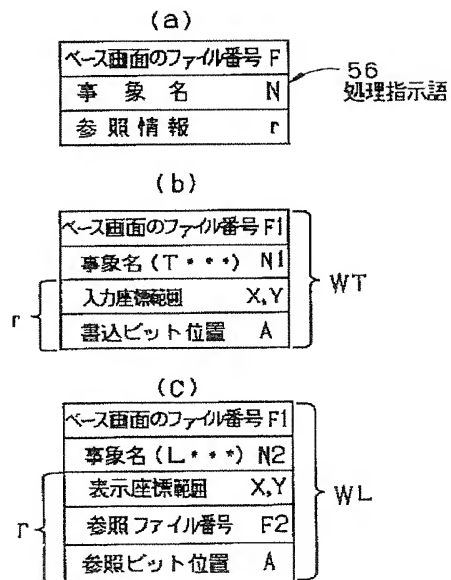 (a)
ベース画面のファイル番号 F
事象名 N
参照情報 r
56
処理指示語
(b)
ベース画面のファイル番号 F1
事象名(T・・・) N1
入力座標範囲 X,Y
書込ビット位置 A
r
WT
(C)
ベース画面のファイル番号 F1
事象名(L・・・) N2
表示座標範囲 X,Y
参照ファイル番号 F2
参照ビット位置 A
r
WL